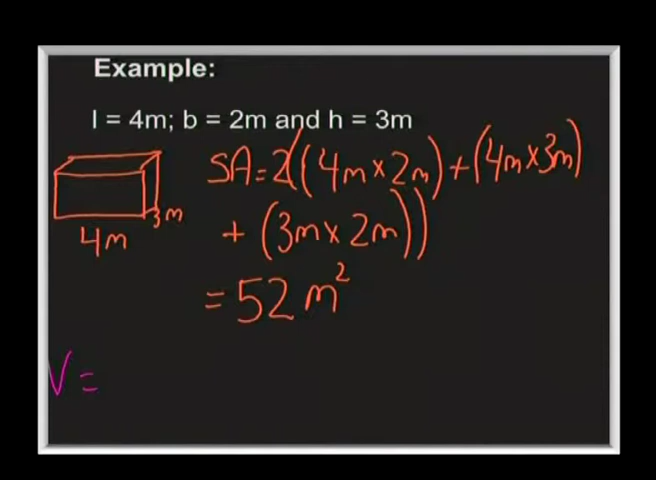 Example:
l = 4m; b = 2m and h = 3m
SA = 2((4m × 2m) + (4m × 3m)
3m
+ (3m × 2m))
4m
= 52 m²
V =